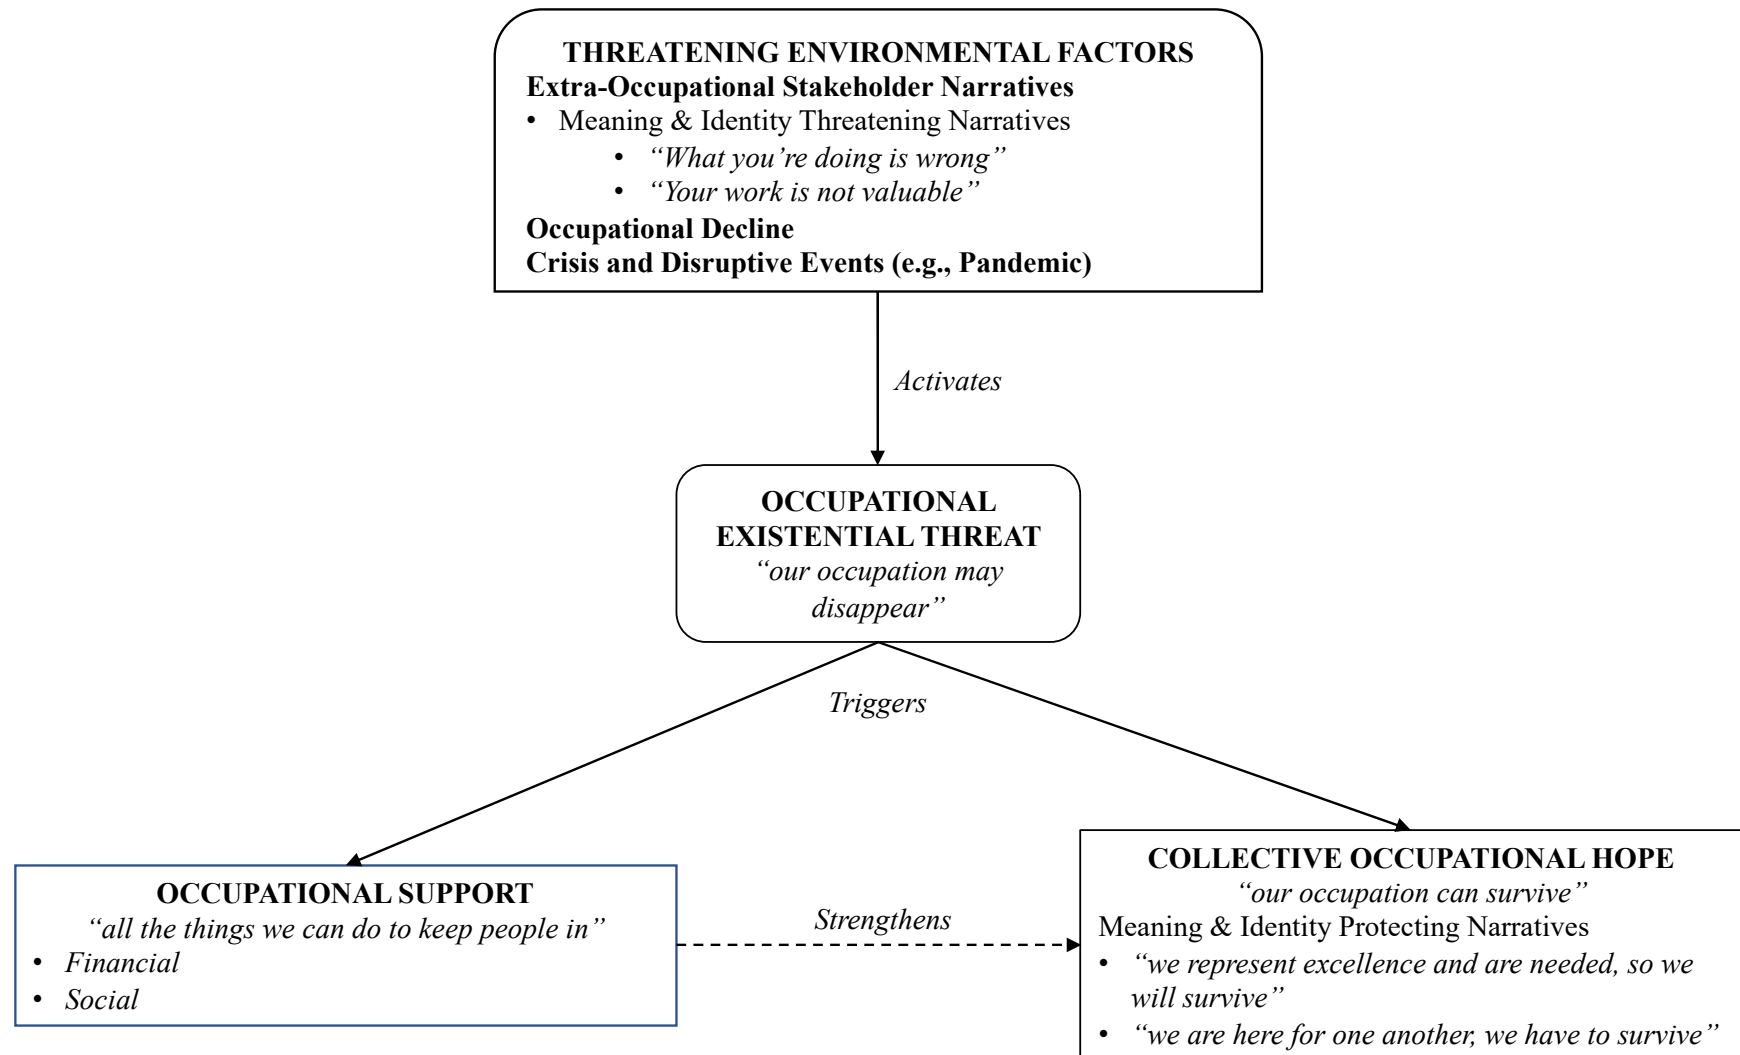 THREATENING ENVIRONMENTAL FACTORS
Extra-Occupational Stakeholder Narratives
• Meaning & Identity Threatening Narratives
• “What you’re doing is wrong”
• “Your work is not valuable”
Occupational Decline
Crisis and Disruptive Events (e.g., Pandemic)
Activates
OCCUPATIONAL
EXISTENTIAL THREAT
“our occupation may
disappear”
Triggers
OCCUPATIONAL SUPPORT
“all the things we can do to keep people in”
• Financial
• Social
Strengthens
COLLECTIVE OCCUPATIONAL HOPE
“our occupation can survive”
Meaning & Identity Protecting Narratives
• “we represent excellence and are needed, so we
will survive”
• “we are here for one another, we have to survive”